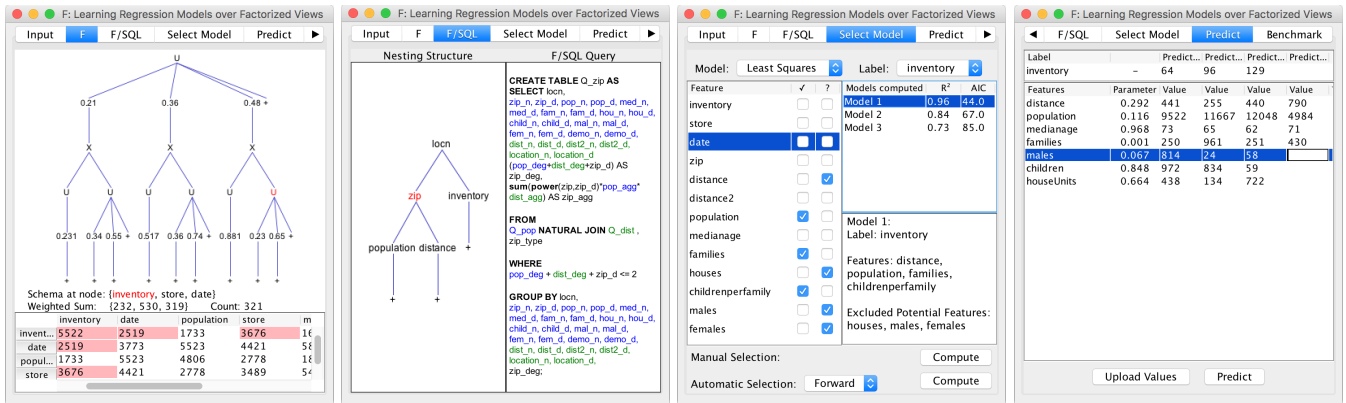 F: Learning Regression Models over Factorized Views
Input F F/SQL Select Model Predict
U
0.21 0.36 0.48 +
X X X
U U U U U U
0.231 0.34 0.55 + 0.517 0.36 0.74 + 0.881 0.23 0.65 +
+ + + + + +
Schema at node: {inventory, store, date}
Weighted Sum: {232, 530, 319} Count: 321
inventory date population store m
invent... 5522 2519 1733 3676 16
date 2519 3773 5523 4421 58
popul... 1733 5523 4806 2778 18
store 3676 4421 2778 3489 54
F: Learning Regression Models over Factorized Views
Input F F/SQL Select Model Predict
Nesting Structure F/SQL Query
locn
zip inventory
population distance +
+ +
CREATE TABLE Q_zip AS
SELECT locn,
zip_n, zip_d, pop_n, pop_d, med_n,
med_d, fam_n, fam_d, hou_n, hou_d,
child_n, child_d, mal_n, mal_d,
fem_n, fem_d, demo_n, demo_d,
dist_n, dist_d, dist2_n, dist2_d,
location_n, location_d
(pop_deg+dist_deg+zip_d) AS
zip_deg,
sum(power(zip,zip_d)*pop_agg*
dist_agg) AS zip_agg
FROM
Q_pop NATURAL JOIN Q_dist ,
zip_type
WHERE
pop_deg + dist_deg + zip_d <= 2
GROUP BY locn,
zip_n, zip_d, pop_n, pop_d, med_n,
med_d, fam_n, fam_d, hou_n, hou_d,
child_n, child_d, mal_n, mal_d,
fem_n, fem_d, demo_n, demo_d,
dist_n, dist_d, dist2_n, dist2_d,
location_n, location_d,
zip_deg;
F: Learning Regression Models over Factorized Views
Input F F/SQL Select Model Predict
Model: Least Squares Label: inventory
Feature ✓ ?
inventory
store
date
zip
distance
distance2
population
medianage
families
houses
childrenperfamily
males
females
Models computed R² AIC
Model 1 0.96 44.0
Model 2 0.84 67.0
Model 3 0.73 85.0
Model 1:
Label: inventory
Features: distance,
population, families,
childrenperfamily
Excluded Potential Features:
houses, males, females
Manual Selection: Compute
Automatic Selection: Forward Compute
F: Learning Regression Models over Factorized Views
F/SQL Select Model Predict Benchmark
Label Predict... Predict... Predict... Predict...
inventory – 64 96 129
Features Parameter Value Value Value Value
distance 0.292 441 255 440 790
population 0.116 9522 11667 12048 4984
medianage 0.968 73 65 62 71
families 0.001 250 961 251 430
males 0.067 814 24 58
children 0.848 972 834 59
houseUnits 0.664 438 134 722
Upload Values Predict